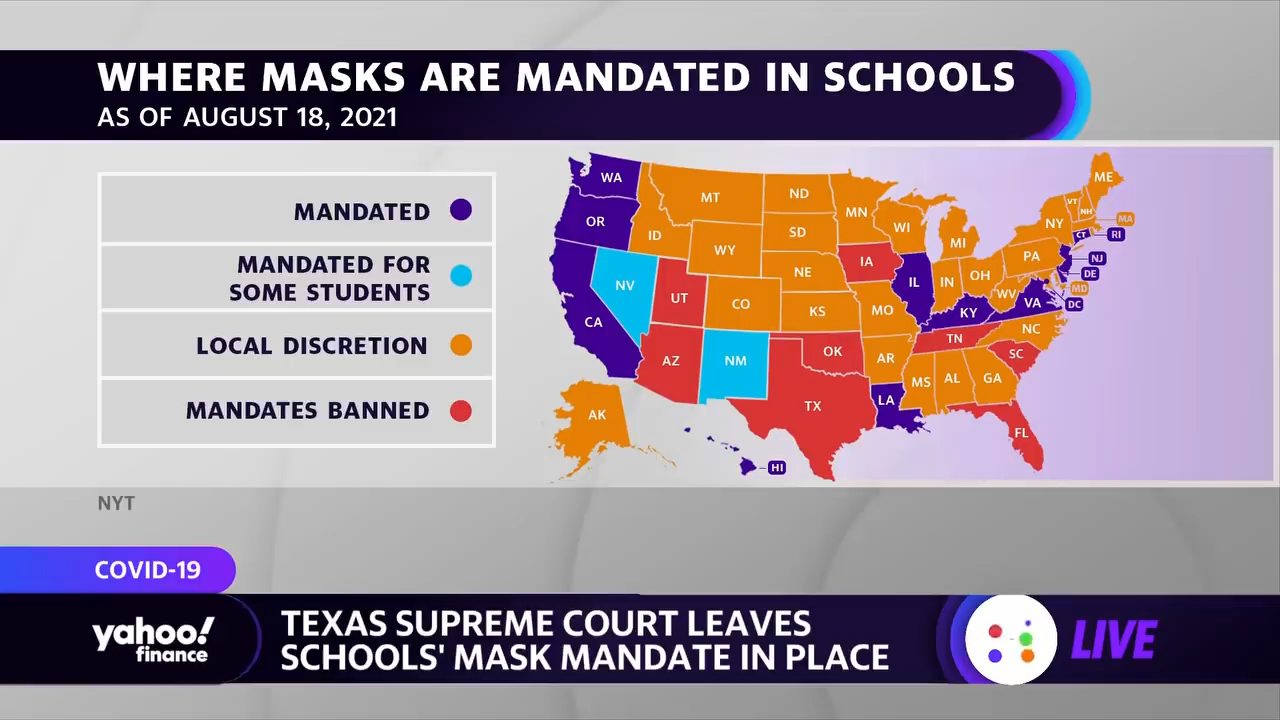 WHERE MASKS ARE MANDATED IN SCHOOLS
AS OF AUGUST 18, 2021
MANDATED
MANDATED FOR
SOME STUDENTS
LOCAL DISCRETION
MANDATES BANNED
WA
OR
CA
ID
NV
MT
WY
UT
AZ
CO
NM
ND
SD
NE
KS
OK
TX
MN
IA
MO
AR
LA
WI
IL
MI
IN
OH
KY
TN
MS
AL
GA
FL
SC
NC
VA
WV
PA
NY
VT
NH
ME
MA
CT
RI
NJ
DE
MD
DC
AK
HI
NYT
COVID-19
yahoo!
finance
TEXAS SUPREME COURT LEAVES
SCHOOLS' MASK MANDATE IN PLACE
LIVE